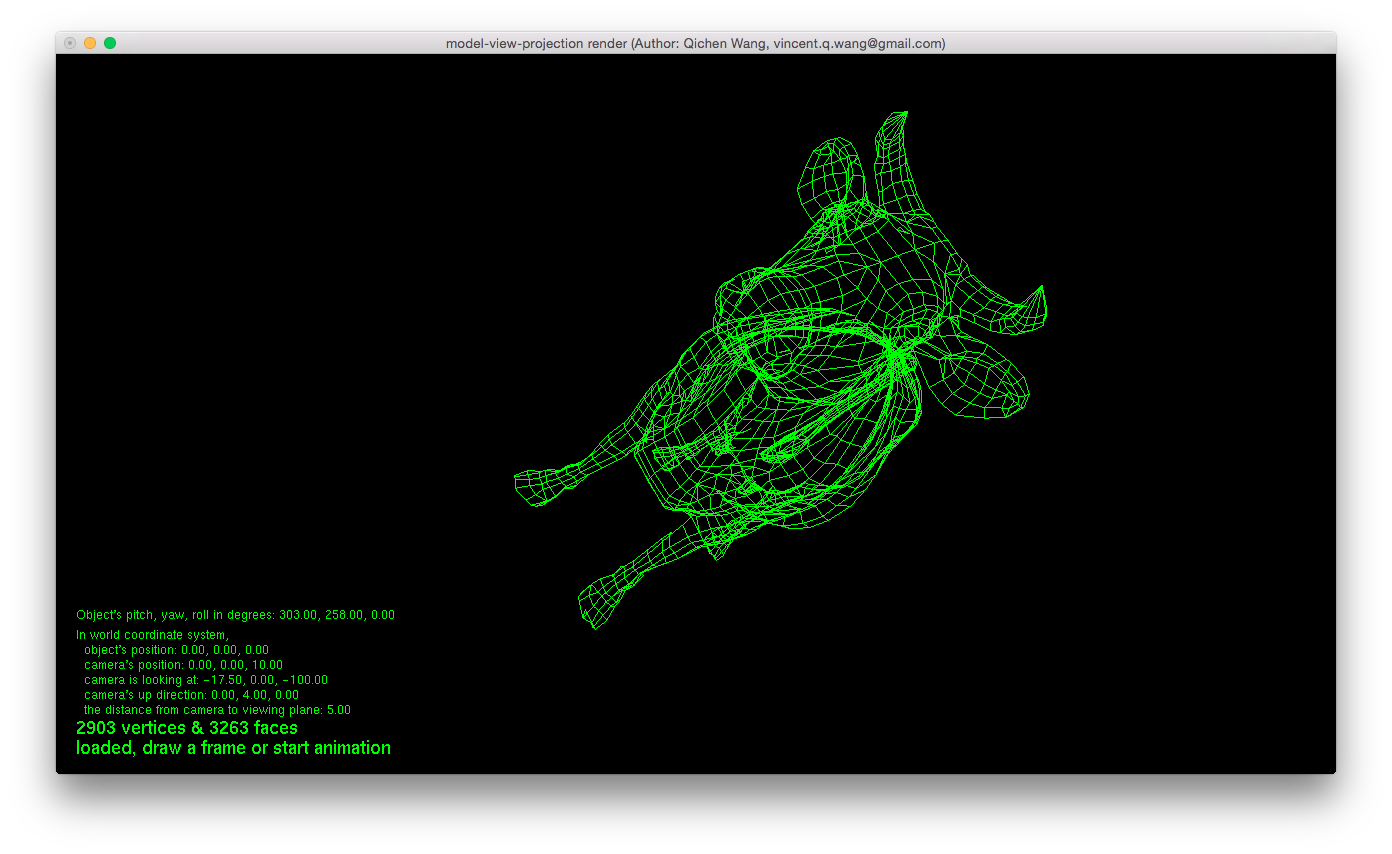 model-view-projection render (Author: Qichen Wang, vincent.q.wang@gmail.com)
Object's pitch, yaw, roll in degrees: 303.00, 258.00, 0.00
In world coordinate system,
object's position: 0.00, 0.00, 0.00
camera's position: 0.00, 0.00, 10.00
camera is looking at: -17.50, 0.00, -100.00
camera's up direction: 0.00, 4.00, 0.00
the distance from camera to viewing plane: 5.00
2903 vertices & 3263 faces
loaded, draw a frame or start animation